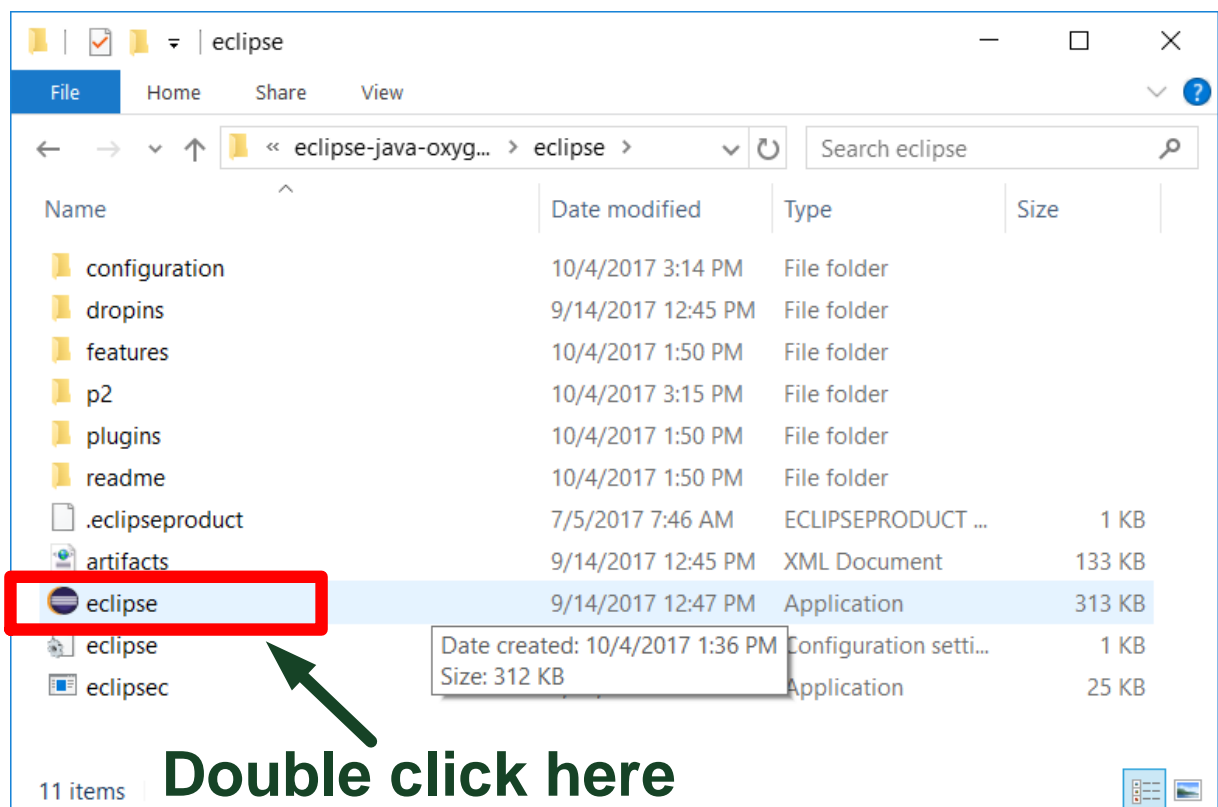 eclipse
File Home Share View
« eclipse-java-oxyg... > eclipse > Search eclipse
Name Date modified Type Size
configuration 10/4/2017 3:14 PM File folder
dropins 9/14/2017 12:45 PM File folder
features 10/4/2017 1:50 PM File folder
p2 10/4/2017 3:15 PM File folder
plugins 10/4/2017 1:50 PM File folder
readme 10/4/2017 1:50 PM File folder
.eclipseproduct 7/5/2017 7:46 AM ECLIPSEPRODUCT ... 1 KB
artifacts 9/14/2017 12:45 PM XML Document 133 KB
eclipse 9/14/2017 12:47 PM Application 313 KB
eclipse Date created: 10/4/2017 1:36 PM Configuration setti... 1 KB
eclipsec Size: 312 KB Application 25 KB
Double click here
11 items